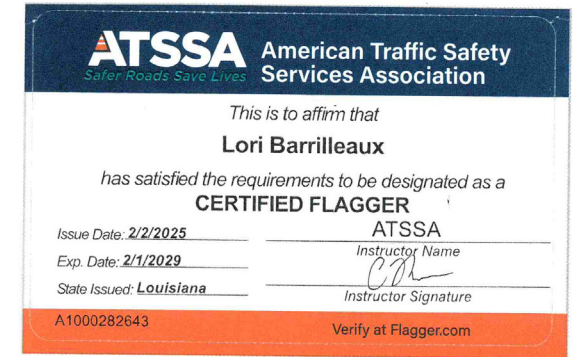 ATSSA
Safer Roads Save Lives
American Traffic Safety
Services Association
This is to affirm that
Lori Barrilleaux
has satisfied the requirements to be designated as a
CERTIFIED FLAGGER
Issue Date: 2/2/2025
Exp. Date: 2/1/2029
State Issued: Louisiana
ATSSA
Instructor Name
Instructor Signature
A1000282643
Verify at Flagger.com